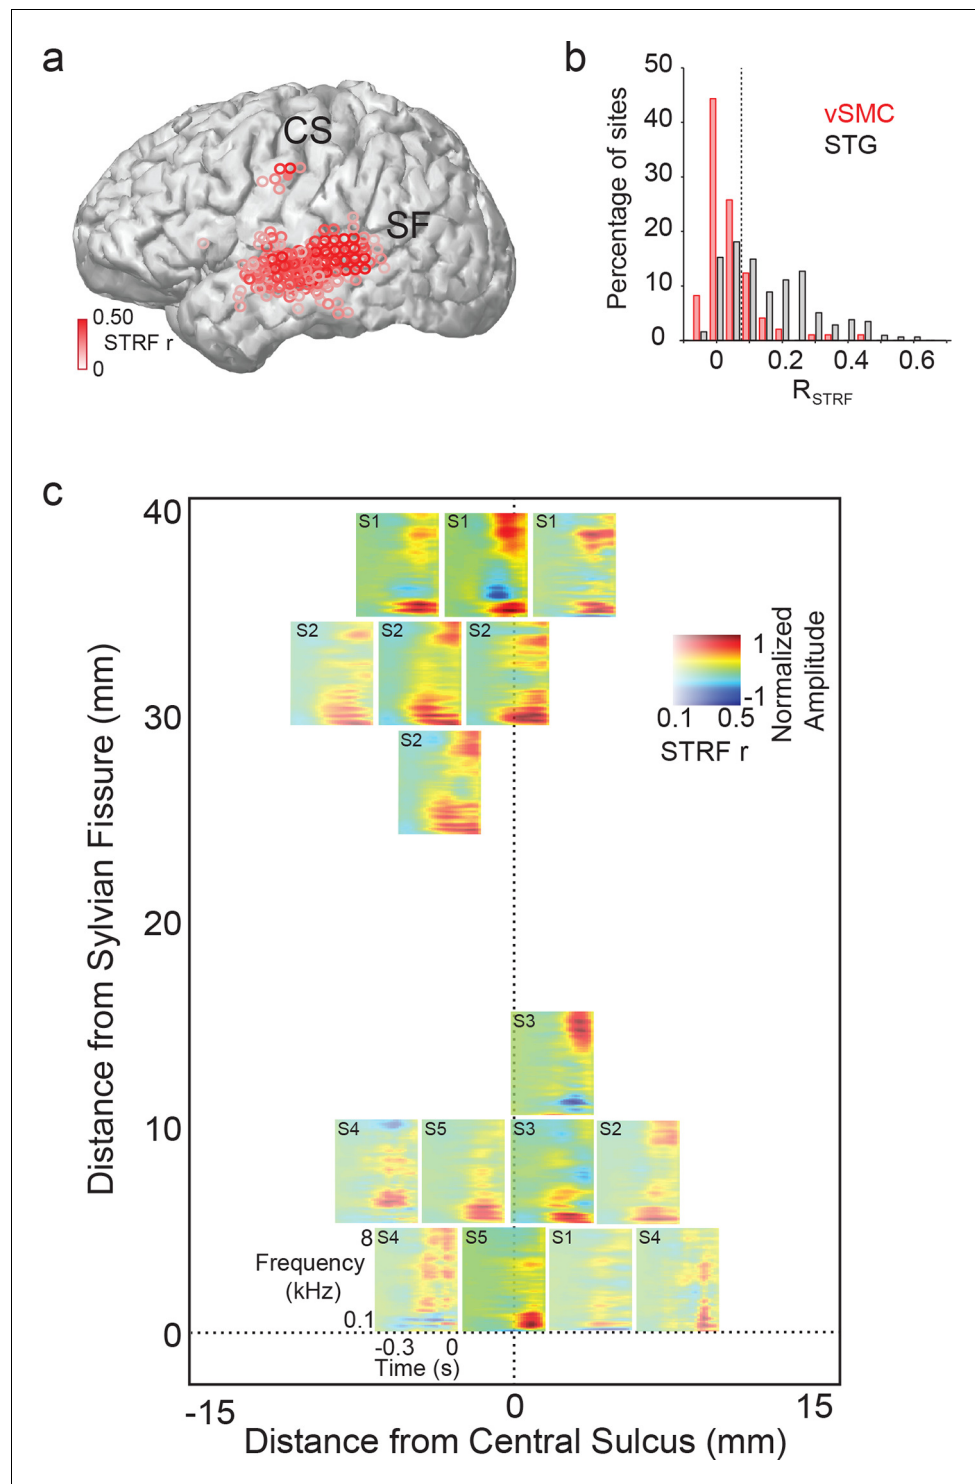 a
CS
SF
0.50
STRF r
0
b
50
40
30
20
10
0
Percentage of sites
vSMC
STG
0 0.2 0.4 0.6
R_STRF
c
40
30
20
10
0
Distance from Sylvian Fissure (mm)
S1 S1 S1
S2 S2 S2
S2
1
-1
Normalized
Amplitude
0.1 0.5
STRF r
S3
S4 S5 S3 S2
S4 S5 S1 S4
8
Frequency
(kHz)
0.1
-0.3 0
Time (s)
-15 0 15
Distance from Central Sulcus (mm)